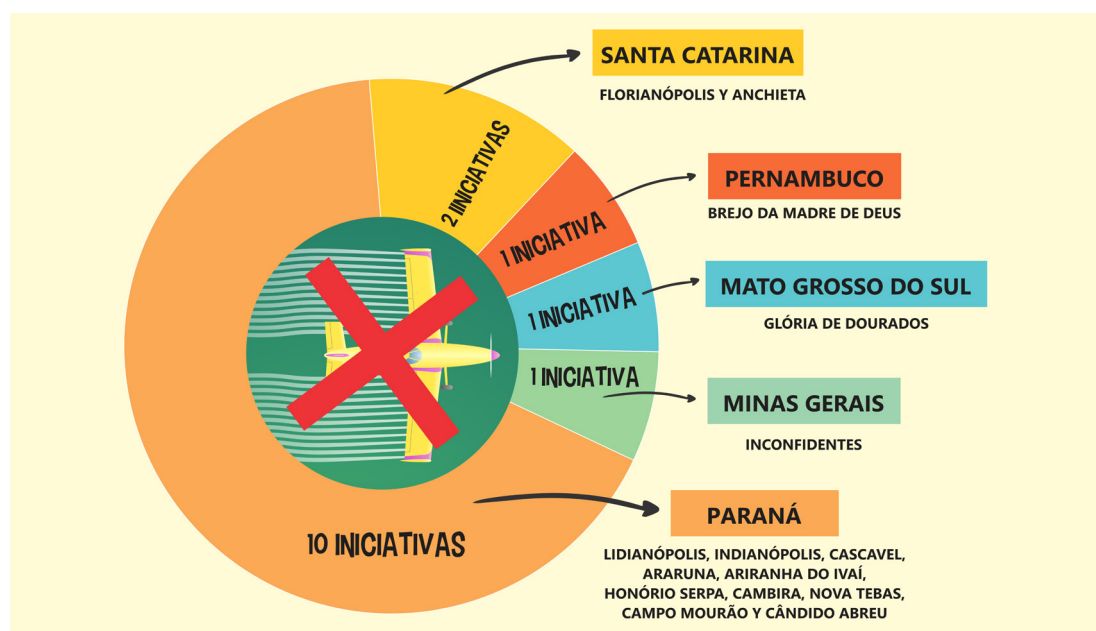 SANTA CATARINA
FLORIANÓPOLIS Y ANCHIETA
2 INICIATIVAS
PERNAMBUCO
BREJO DA MADRE DE DEUS
1 INICIATIVA
MATO GROSSO DO SUL
GLÓRIA DE DOURADOS
1 INICIATIVA
MINAS GERAIS
INCONFIDENTES
1 INICIATIVA
PARANÁ
LIDIANÓPOLIS, INDIANÓPOLIS, CASCAVEL,
ARARUNA, ARIRANHA DO IVAÍ,
HONÓRIO SERPA, CAMBIRA, NOVA TEBAS,
CAMPO MOURÃO Y CÂNDIDO ABREU
10 INICIATIVAS